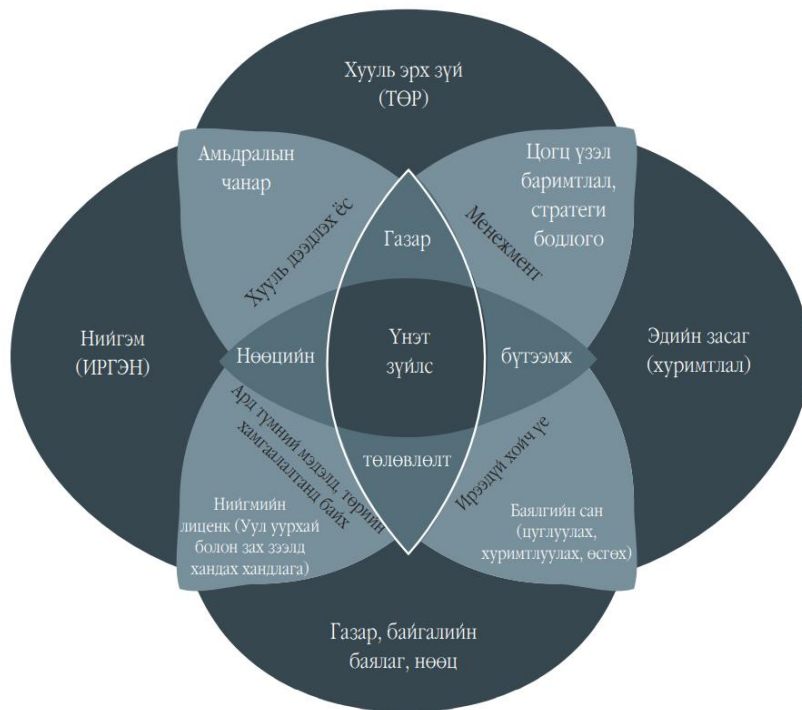 Хууль эрх зүй
(ТӨР)
Амьдралын
чанар
Цогц үзэл
баримтлал,
стратеги
бодлого
Хууль дээдлэх ёс
Газар
Менежмент
Нийгэм
(ИРГЭН)
Нөөцийн
Үнэт
зүйлс
бүтээмж
Эдийн засаг
(хуримтлал)
Ард түмний мэдэлд, төрийн
хамгаалалтанд байх
төлөвлөлт
Ирээдүй хойч үе
Нийгмийн
лиценк (Уул уурхай
болон зах зээлд
хандах хандлага)
Баялгийн сан
(цуглуулах,
хуримтлуулах, өсгөх)
Газар, байгалийн
баялаг, нөөц